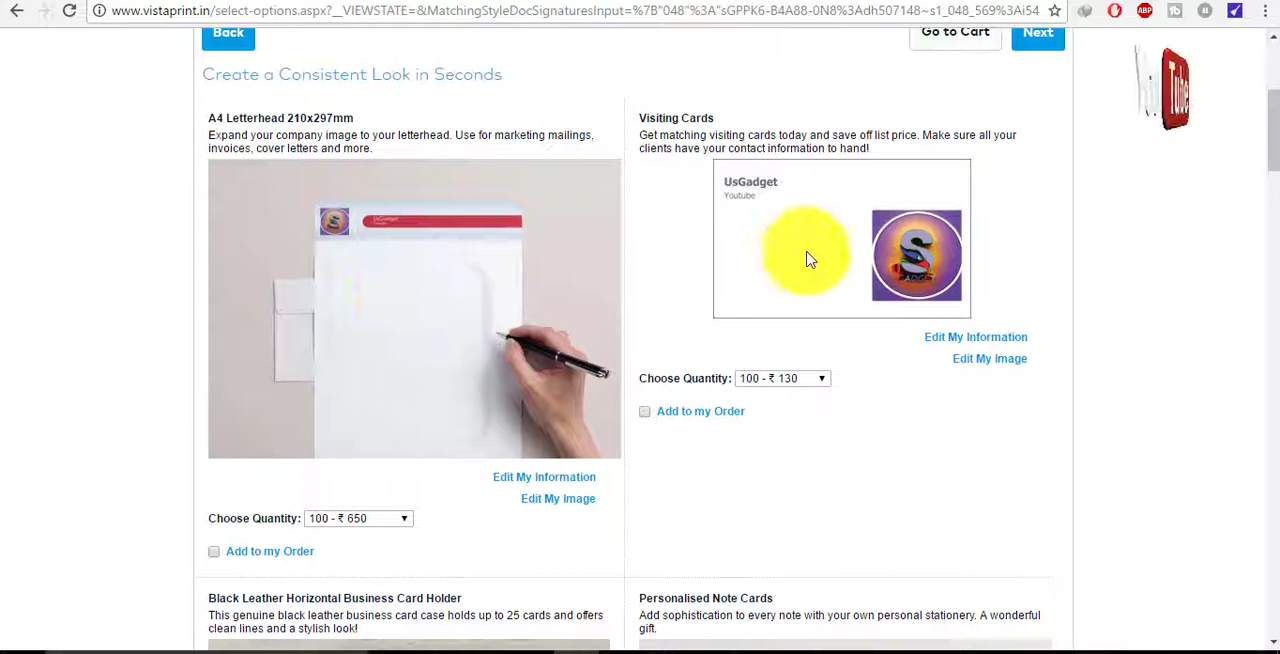 www.vistaprint.in/select-options.aspx?__VIEWSTATE=&MatchingStyleDocSignaturesInput=%7B"048"%3A"sGPPK6-B4A88-0N8%3Adh507148~s1_048_569%3Ai54
ABP
Back
Go to Cart
Next
Tube
Create a Consistent Look in Seconds
A4 Letterhead 210x297mm
Expand your company image to your letterhead. Use for marketing mailings,
invoices, cover letters and more.
UsGadget
Edit My Information
Edit My Image
Choose Quantity: 100 - ₹ 650
Add to my Order
Visiting Cards
Get matching visiting cards today and save off list price. Make sure all your
clients have your contact information to hand!
UsGadget
Youtube
S
Edit My Information
Edit My Image
Choose Quantity: 100 - ₹ 130
Add to my Order
Black Leather Horizontal Business Card Holder
This genuine black leather business card case holds up to 25 cards and offers
clean lines and a stylish look!
Personalised Note Cards
Add sophistication to every note with your own personal stationery. A wonderful
gift.